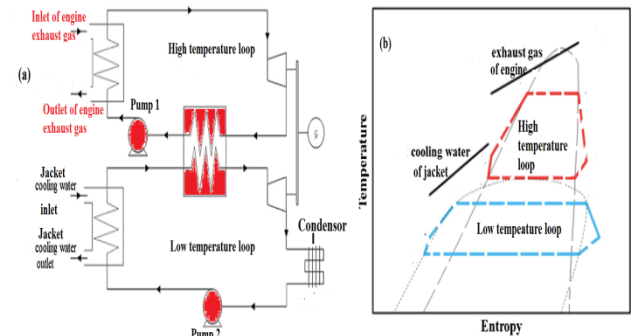 Inlet of engine
exhaust gas
(a)
High temperature loop
Outlet of engine
exhaust gas
Pump 1
G
Jacket
cooling water
inlet
Jacket
cooling water
outlet
Low temperature loop
Condensor
Pump 2
(b)
exhaust gas
of engine
High
temperature
loop
cooling water
of jacket
Low tempeature loop
Temperature
Entropy